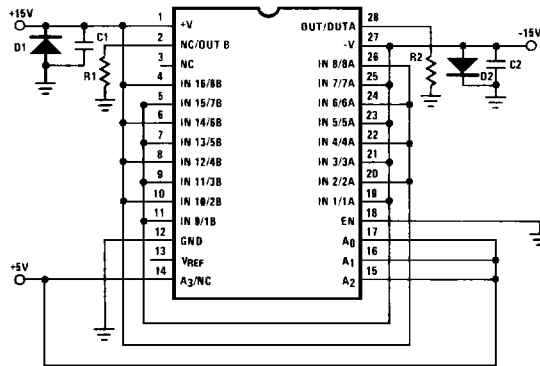 +15V
D1
C1
R1
1 +V
2 NC/OUT B
3 NC
4 IN 16/8B
5 IN 15/7B
6 IN 14/6B
7 IN 13/5B
8 IN 12/4B
9 IN 11/3B
10 IN 10/2B
11 IN 9/1B
12 GND
13 VREF
14 A3/NC
+5V
OUT/OUTA 28
-V 27
IN 8/8A 26
IN 7/7A 25
IN 6/6A 24
IN 5/5A 23
IN 4/4A 22
IN 3/3A 21
IN 2/2A 20
IN 1/1A 19
EN 18
A0 17
A1 16
A2 15
-15V
R2
D2
C2